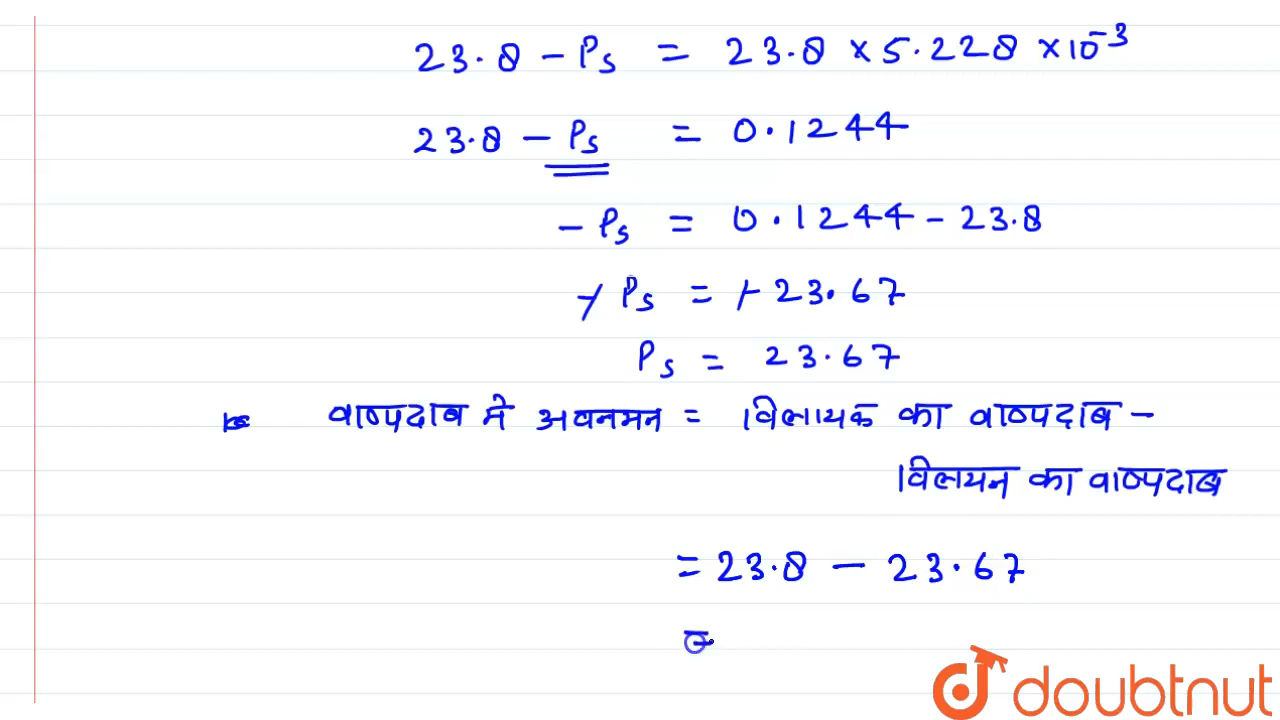 23.8 - Ps = 23.8 × 5.228 × 10⁻³
23.8 - Ps = 0.1244
- Ps = 0.1244 - 23.8
- Ps = - 23.67
Ps = 23.67
वाष्पदाब मे अवनमन = विलायक का वाष्पदाब -
विलयन का वाष्पदाब
= 23.8 - 23.67
=
doubtnut